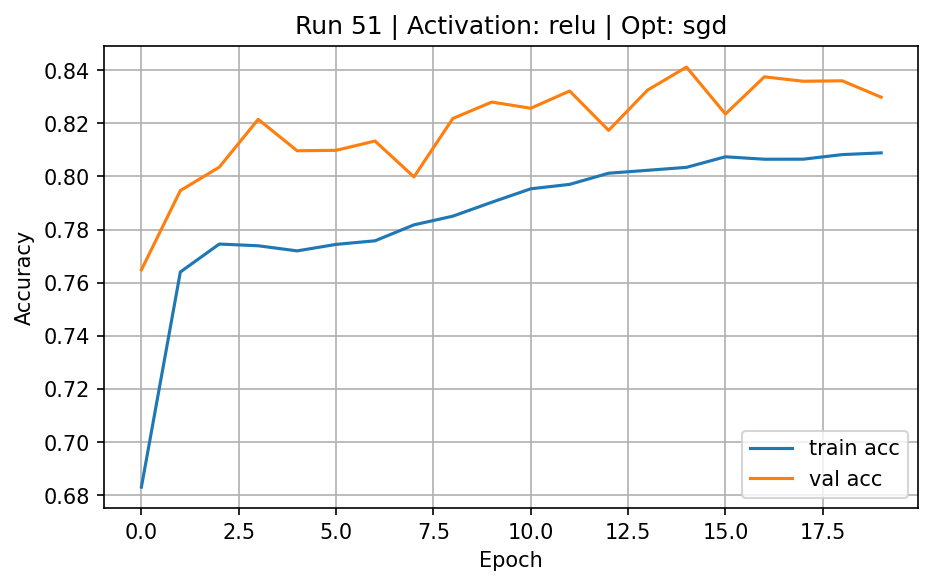 Run 51 | Activation: relu | Opt: sgd
0.84
0.82
0.80
0.78
0.76
0.74
0.72
0.70
0.68
Accuracy
train acc
val acc
0.0 2.5 5.0 7.5 10.0 12.5 15.0 17.5
Epoch